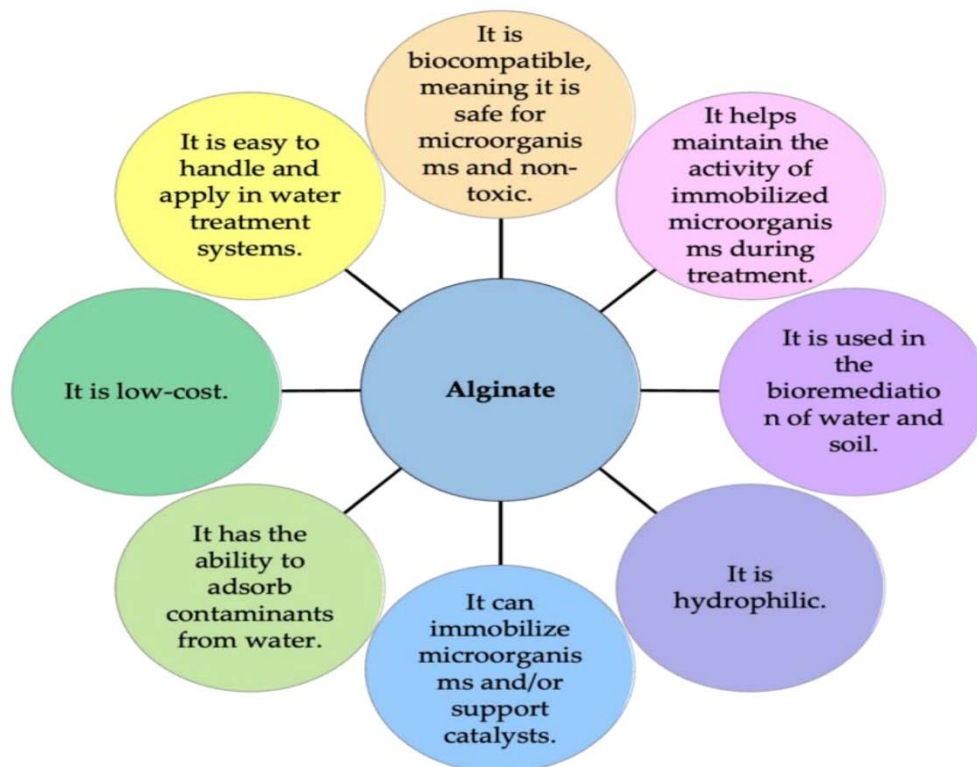 It is
biocompatible,
meaning it is
safe for
microorganis
ms and non-
toxic.
It helps
maintain the
activity of
immobilized
microorganis
ms during
treatment.
It is used in
the
bioremediatio
n of water and
soil.
It is
hydrophilic.
It can
immobilize
microorganis
ms and/or
support
catalysts.
It has the
ability to
adsorb
contaminants
from water.
It is low-cost.
It is easy to
handle and
apply in water
treatment
systems.
Alginate